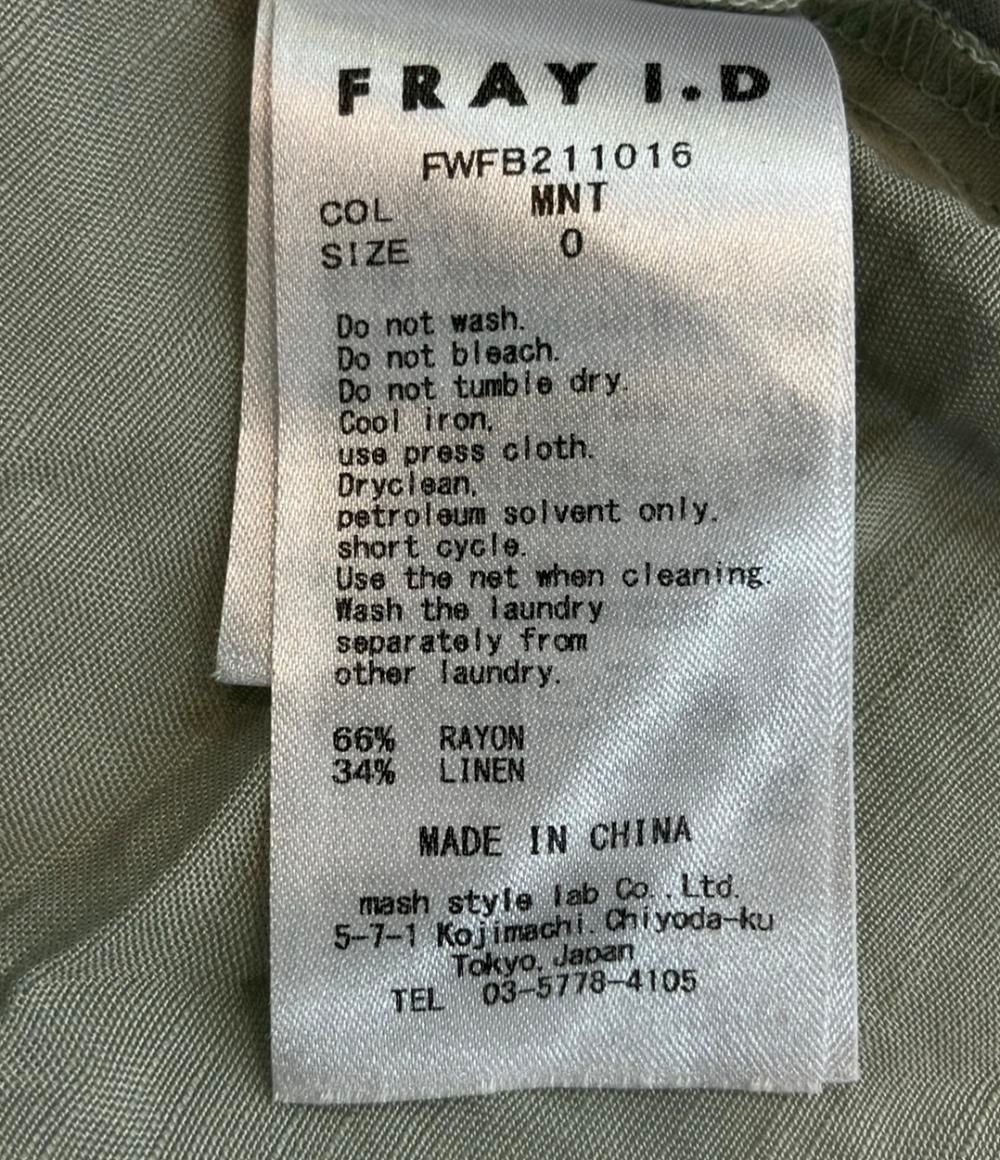 FRAY I.D
FWFB211016
COL MNT
SIZE 0
Do not wash.
Do not bleach.
Do not tumble dry.
Cool iron,
use press cloth.
Dryclean,
petroleum solvent only.
short cycle.
Use the net when cleaning.
Wash the laundry
separately from
other laundry.
66% RAYON
34% LINEN
MADE IN CHINA
mash style lab Co.,Ltd.
5-7-1 Kojimachi. Chiyoda-ku
Tokyo, Japan
TEL 03-5778-4105